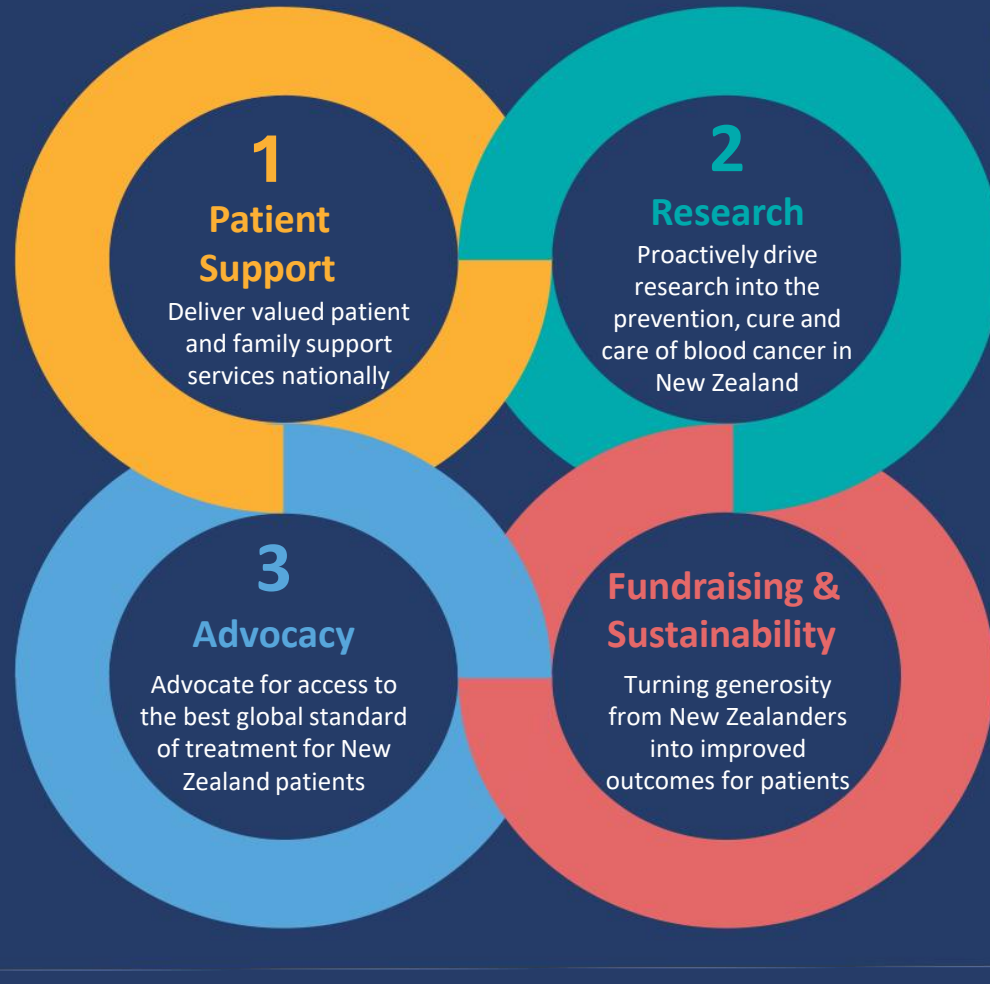 1
Patient
Support
Deliver valued patient
and family support
services nationally
2
Research
Proactively drive
research into the
prevention, cure and
care of blood cancer in
New Zealand
3
Advocacy
Advocate for access to
the best global standard
of treatment for New
Zealand patients
Fundraising &
Sustainability
Turning generosity
from New Zealanders
into improved
outcomes for patients